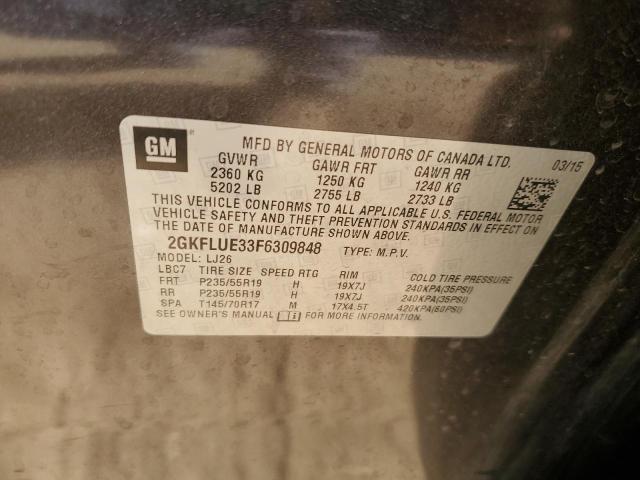 GM
MFD BY GENERAL MOTORS OF CANADA LTD.
03/15
GVWR GAWR FRT GAWR RR
2360 KG 1250 KG 1240 KG
5202 LB 2755 LB 2733 LB
THIS VEHICLE CONFORMS TO ALL APPLICABLE U.S. FEDERAL MOTOR
VEHICLE SAFETY AND THEFT PREVENTION STANDARDS IN EFFECT ON
THE DATE OF MANUFACTURE SHOWN ABOVE.
2GKFLUE33F6309848 TYPE: M.P.V.
MODEL: LJ26
LBC7 TIRE SIZE SPEED RTG RIM COLD TIRE PRESSURE
FRT P235/55R19 H 19X7J 240KPA(35PSI)
RR P235/55R19 H 19X7J 240KPA(35PSI)
SPA T145/70R17 M 17X4.5T 420KPA(60PSI)
SEE OWNER'S MANUAL i FOR MORE INFORMATION.